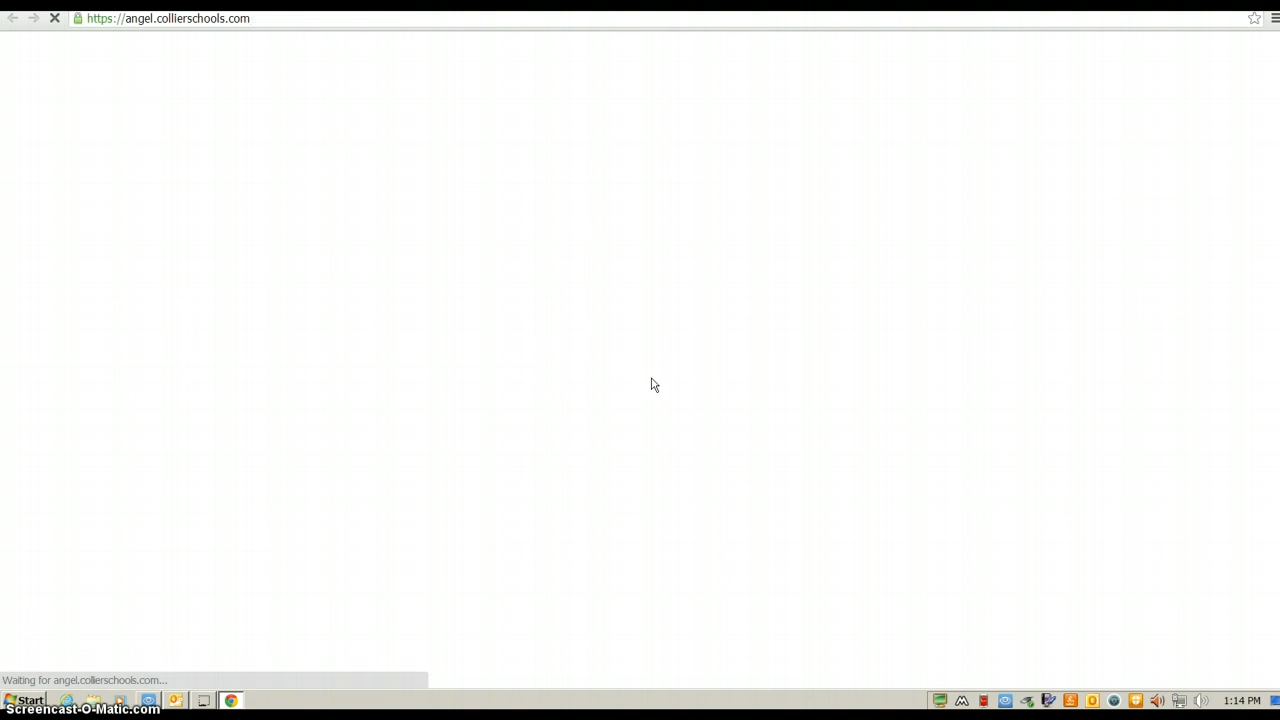 https://angel.collierschools.com
Waiting for angel.collierschools.com...
Start
1:14 PM
Screencast-O-Matic.com